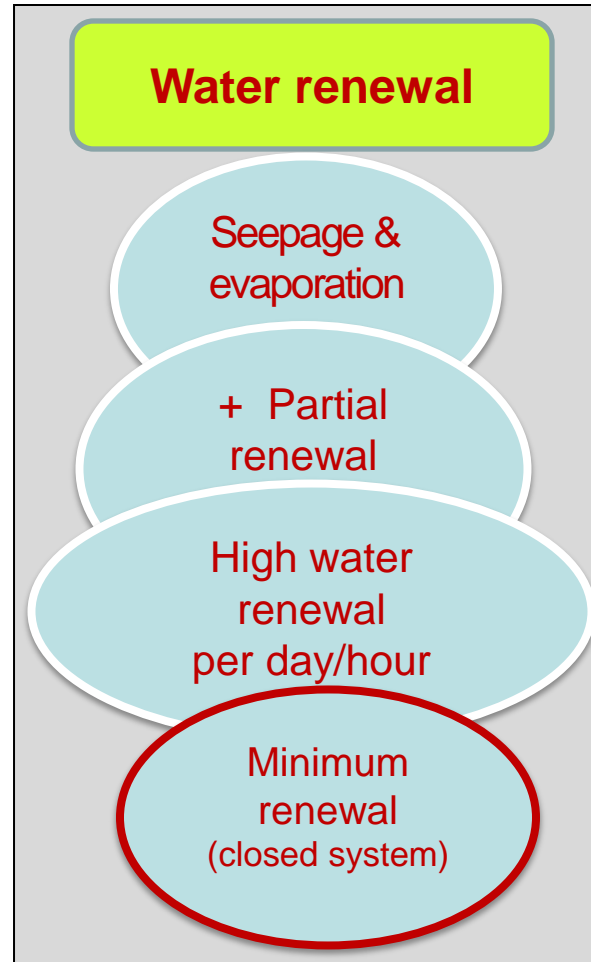 Water renewal
Seepage &
evaporation
+ Partial
renewal
High water
renewal
per day/hour
Minimum
renewal
(closed system)